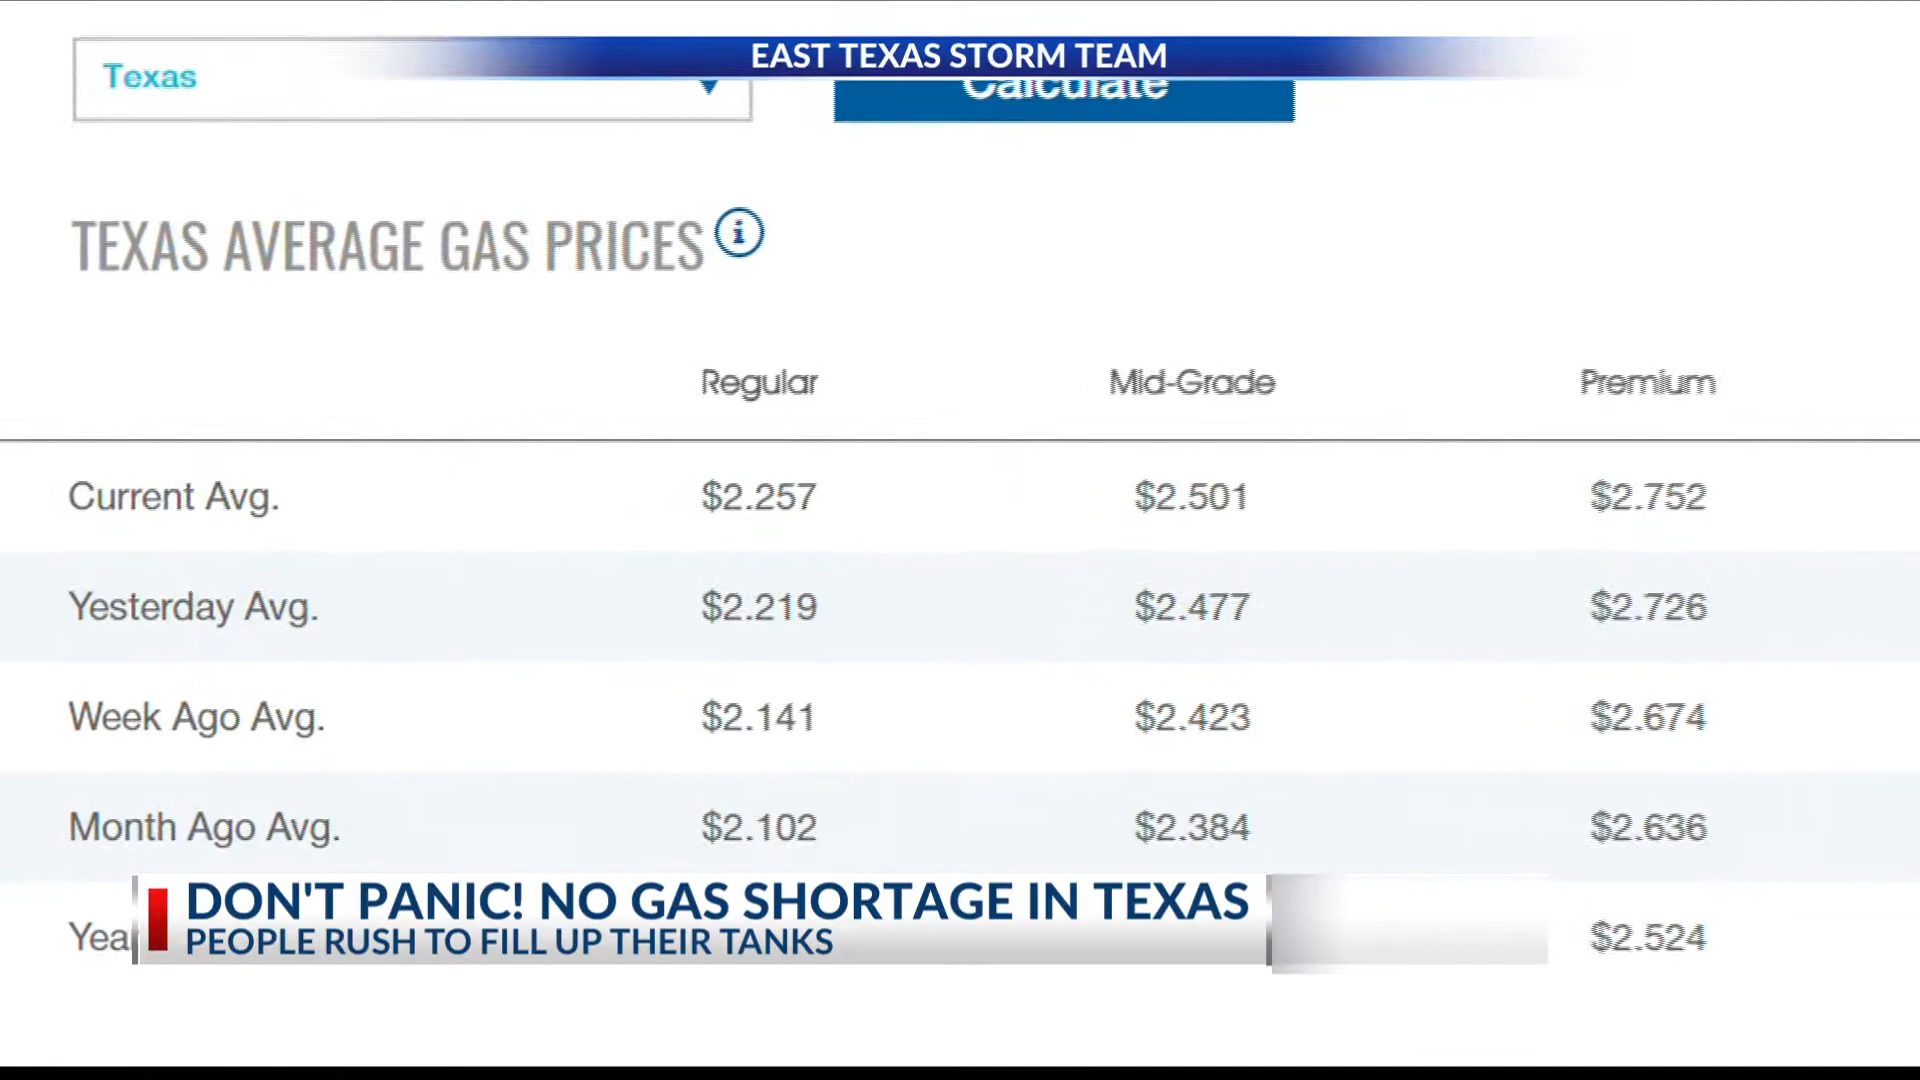 EAST TEXAS STORM TEAM
Texas
Calculate
TEXAS AVERAGE GAS PRICES i
Regular Mid-Grade Premium
Current Avg. $2.257 $2.501 $2.752
Yesterday Avg. $2.219 $2.477 $2.726
Week Ago Avg. $2.141 $2.423 $2.674
Month Ago Avg. $2.102 $2.384 $2.636
Yea $2.524
DON'T PANIC! NO GAS SHORTAGE IN TEXAS
PEOPLE RUSH TO FILL UP THEIR TANKS